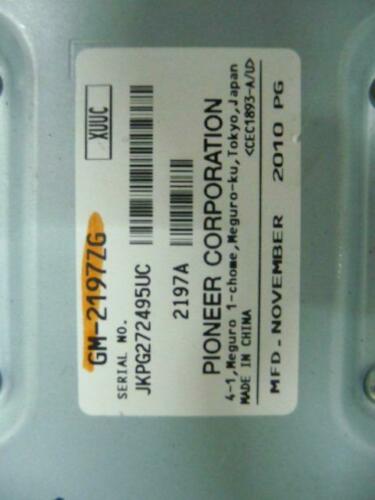 XUUC
GM-2197ZG
SERIAL NO.
JKPG272495UC
2197A
PIONEER CORPORATION
4-1,Meguro 1-chome,Meguro-ku,Tokyo,Japan
MADE IN CHINA <CEC1893-A/U>
MFD-NOVEMBER 2010 PG